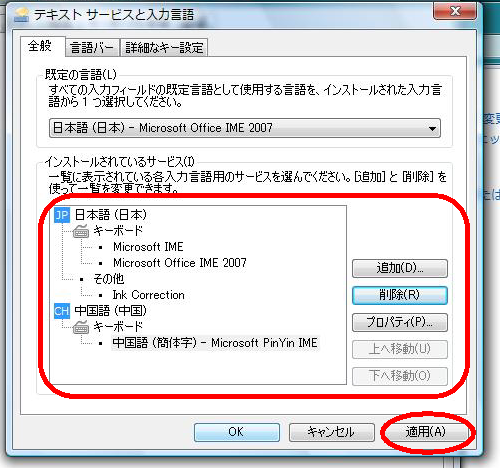 テキスト サービスと入力言語
全般 言語バー 詳細なキー設定
既定の言語(L)
すべての入力フィールドの既定言語として使用する言語を、インストールされた入力言
語から 1 つ選択してください。
日本語 (日本) - Microsoft Office IME 2007
インストールされているサービス(I)
一覧に表示されている各入力言語用のサービスを選んでください。[追加] と [削除] を
使って一覧を変更できます。
JP 日本語 (日本)
キーボード
Microsoft IME
Microsoft Office IME 2007
その他
Ink Correction
CH 中国語 (中国)
キーボード
中国語 (簡体字) - Microsoft PinYin IME
追加(D)...
削除(R)
プロパティ(P)...
上へ移動(U)
下へ移動(O)
OK キャンセル 適用(A)
変更